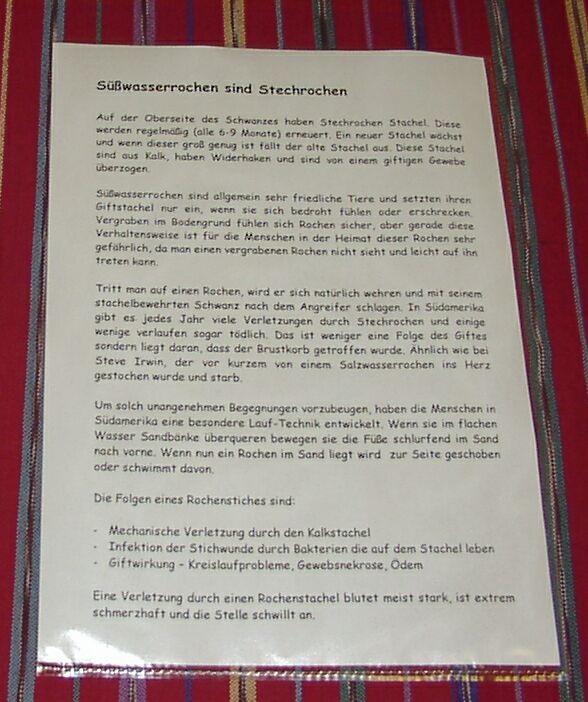 Süßwasserrochen sind Stechrochen
Auf der Oberseite des Schwanzes haben Stechrochen Stachel. Diese
werden regelmäßig (alle 6-9 Monate) erneuert. Ein neuer Stachel wächst
und wenn dieser groß genug ist fällt der alte Stachel aus. Diese Stachel
sind aus Kalk, haben Widerhaken und sind von einem giftigen Gewebe
überzogen.
Süßwasserrochen sind allgemein sehr friedliche Tiere und setzten ihren
Giftstachel nur ein, wenn sie sich bedroht fühlen oder erschrecken.
Vergraben im Bodengrund fühlen sich Rochen sicher, aber gerade diese
Verhaltensweise ist für die Menschen in der Heimat dieser Rochen sehr
gefährlich, da man einen vergrabenen Rochen nicht sieht und leicht auf ihn
treten kann.
Tritt man auf einen Rochen, wird er sich natürlich wehren und mit seinem
stachelbewehrten Schwanz nach dem Angreifer schlagen. In Südamerika
gibt es jedes Jahr viele Verletzungen durch Stechrochen und einige
wenige verlaufen sogar tödlich. Das ist weniger eine Folge des Giftes
sondern liegt daran, dass der Brustkorb getroffen wurde. Ähnlich wie bei
Steve Irwin, der vor kurzem von einem Salzwasserrochen ins Herz
gestochen wurde und starb.
Um solch unangenehmen Begegnungen vorzubeugen, haben die Menschen in
Südamerika eine besondere Lauf-Technik entwickelt. Wenn sie im flachen
Wasser Sandbänke überqueren bewegen sie die Füße schlurfend im Sand
nach vorne. Wenn nun ein Rochen im Sand liegt wird zur Seite geschoben
oder schwimmt davon.
Die Folgen eines Rochenstiches sind:
- Mechanische Verletzung durch den Kalkstachel
- Infektion der Stichwunde durch Bakterien die auf dem Stachel leben
- Giftwirkung – Kreislaufprobleme, Gewebsnekrose, Ödem
Eine Verletzung durch einen Rochenstachel blutet meist stark, ist extrem
schmerzhaft und die Stelle schwillt an.